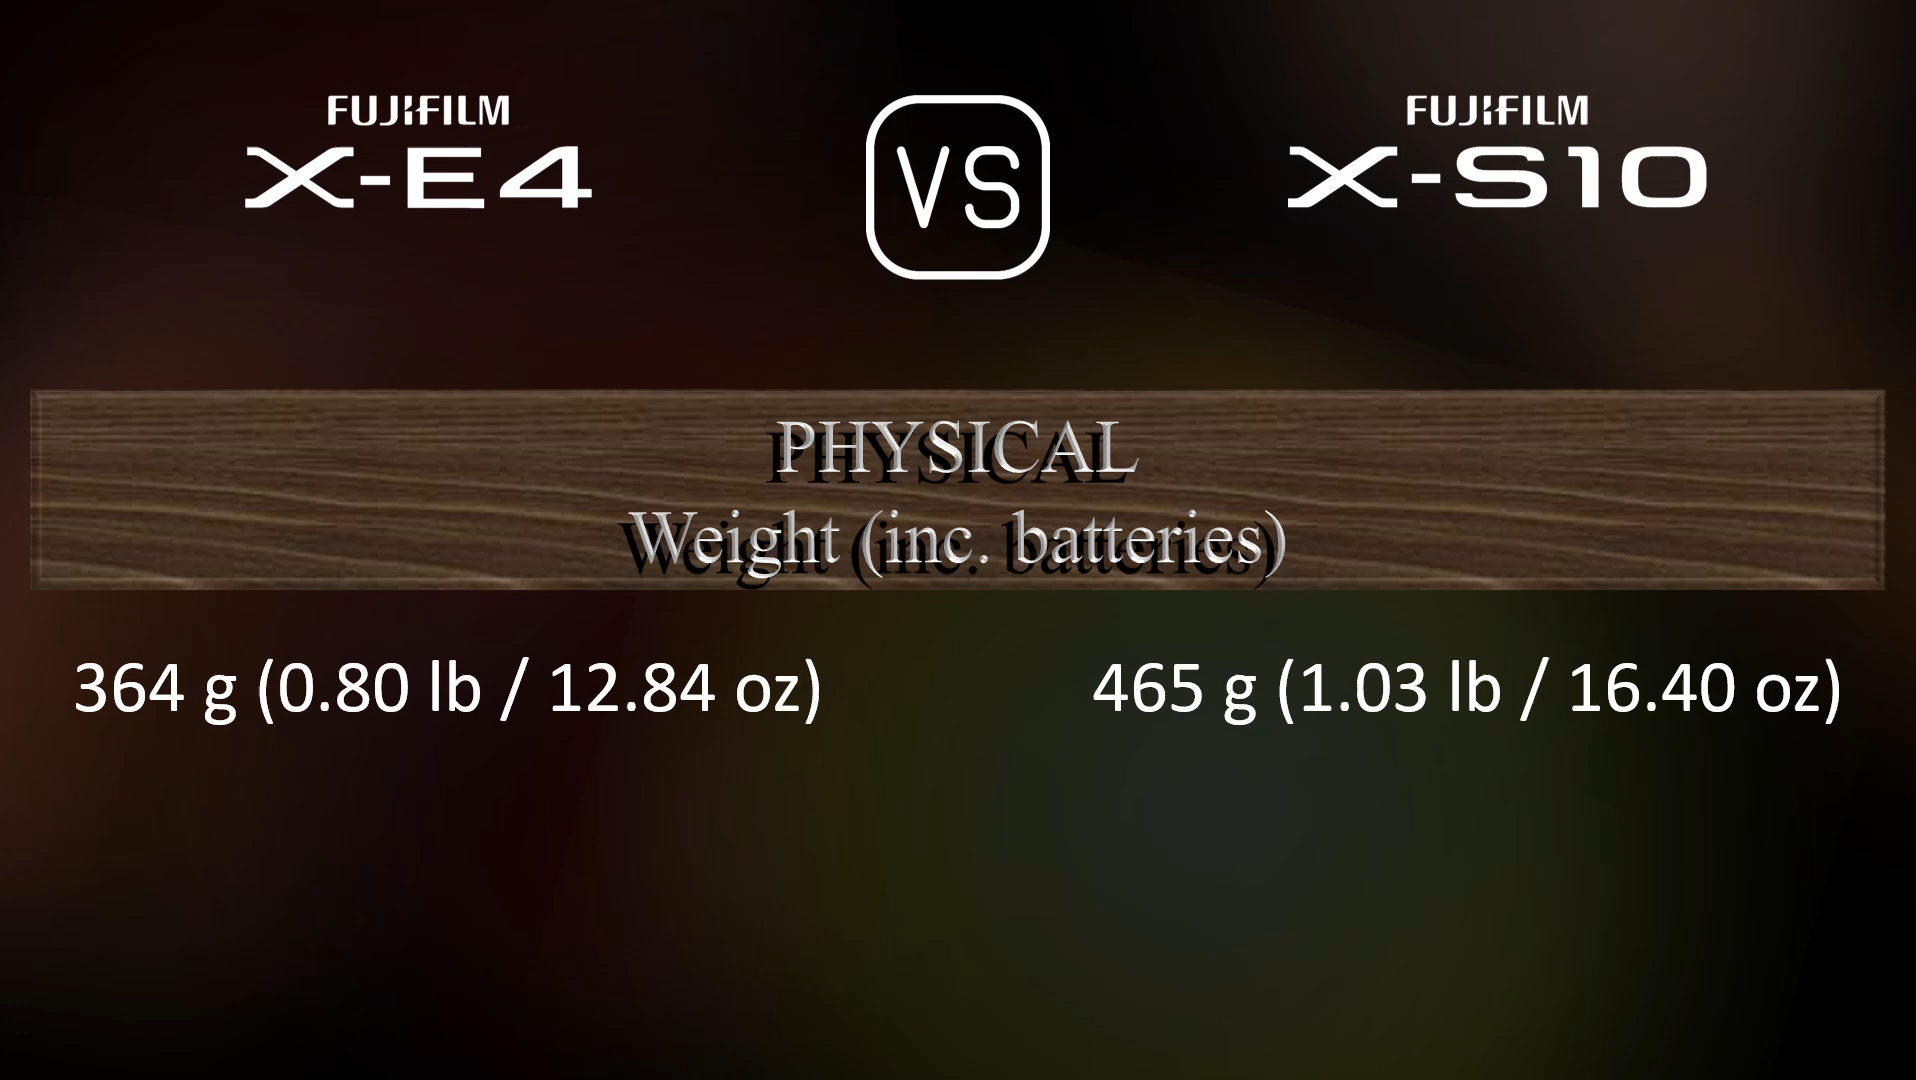 FUJIFILM
X-E4
VS
FUJIFILM
X-S10
PHYSICAL
Weight (inc. batteries)
364 g (0.80 lb / 12.84 oz)
465 g (1.03 lb / 16.40 oz)